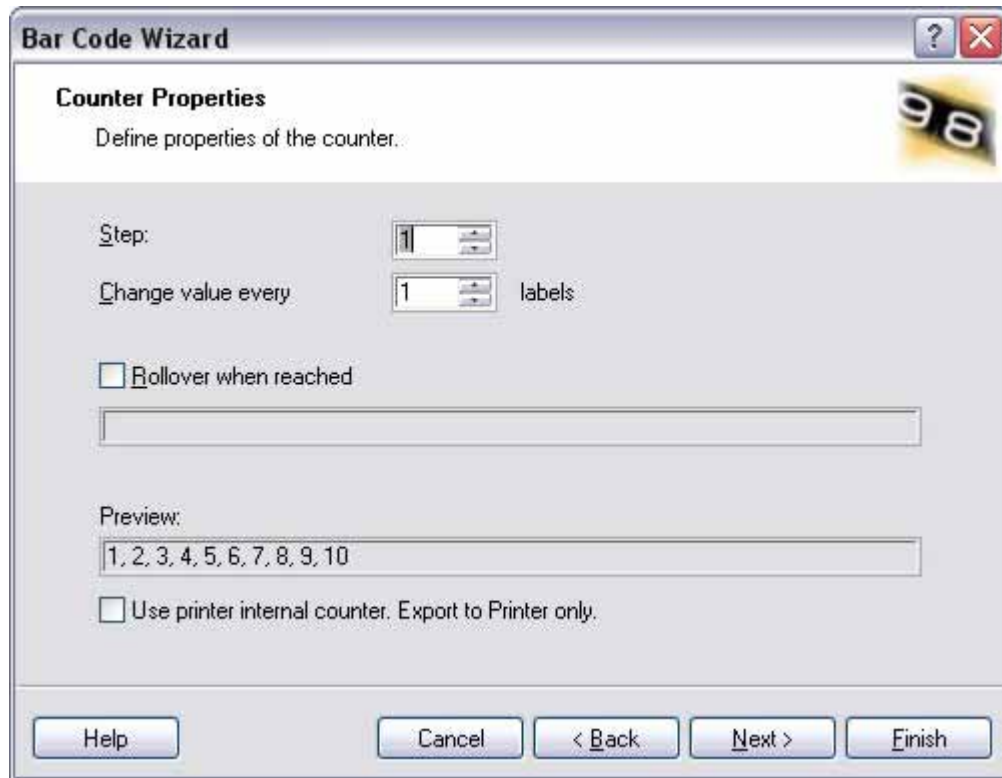 Bar Code Wizard
?
Counter Properties
Define properties of the counter.
98
Step: 1
Change value every 1 labels
Rollover when reached
Preview:
1, 2, 3, 4, 5, 6, 7, 8, 9, 10
Use printer internal counter. Export to Printer only.
Help Cancel < Back Next > Finish